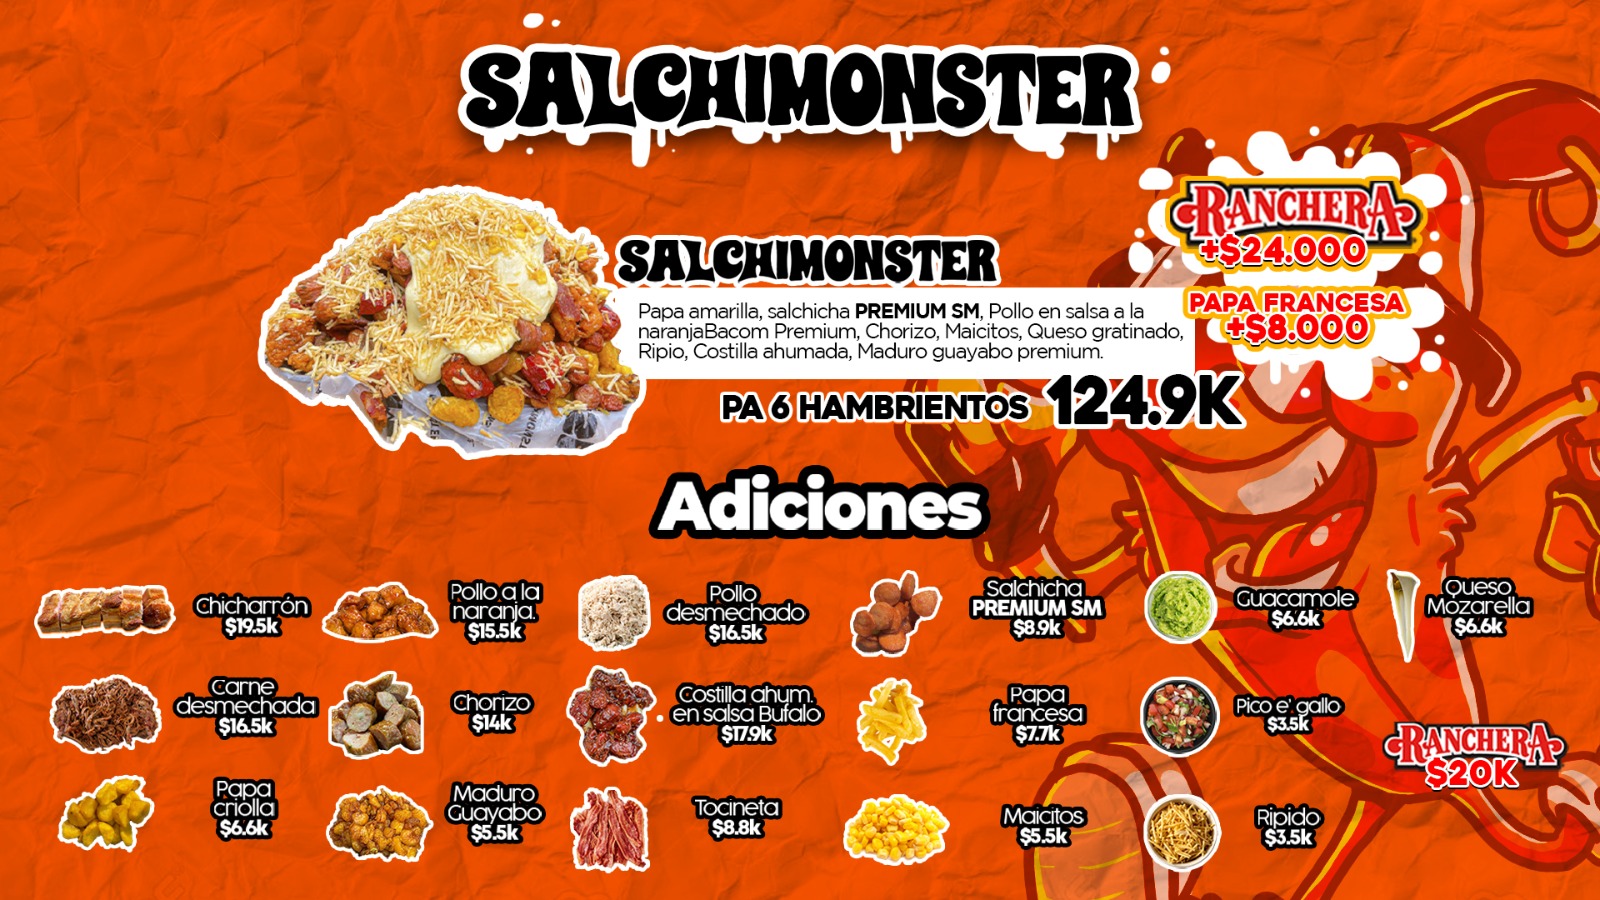 SALCHIMONSTER
RANCHERA
+$24.000
PAPA FRANCESA
+$8.000
SALCHIMONSTER
Papa amarilla, salchicha PREMIUM SM, Pollo en salsa a la
naranjaBacom Premium, Chorizo, Maicitos, Queso gratinado,
Ripio, Costilla ahumada, Maduro guayabo premium.
PA 6 HAMBRIENTOS 124.9K
Adiciones
Chicharrón
$19.5k
Pollo a la
naranja.
$15.5k
Pollo
desmechado
$16.5k
Salchicha
PREMIUM SM
$8.9k
Guacamole
$6.6k
Queso
Mozarella
$6.6k
Carne
desmechada
$16.5k
Chorizo
$14k
Costilla ahum.
en salsa Bufalo
$17.9k
Papa
francesa
$7.7k
Pico e' gallo
$3.5k
RANCHERA
$20K
Papa
criolla
$6.6k
Maduro
Guayabo
$5.5k
Tocineta
$8.8k
Maicitos
$5.5k
Ripido
$3.5k